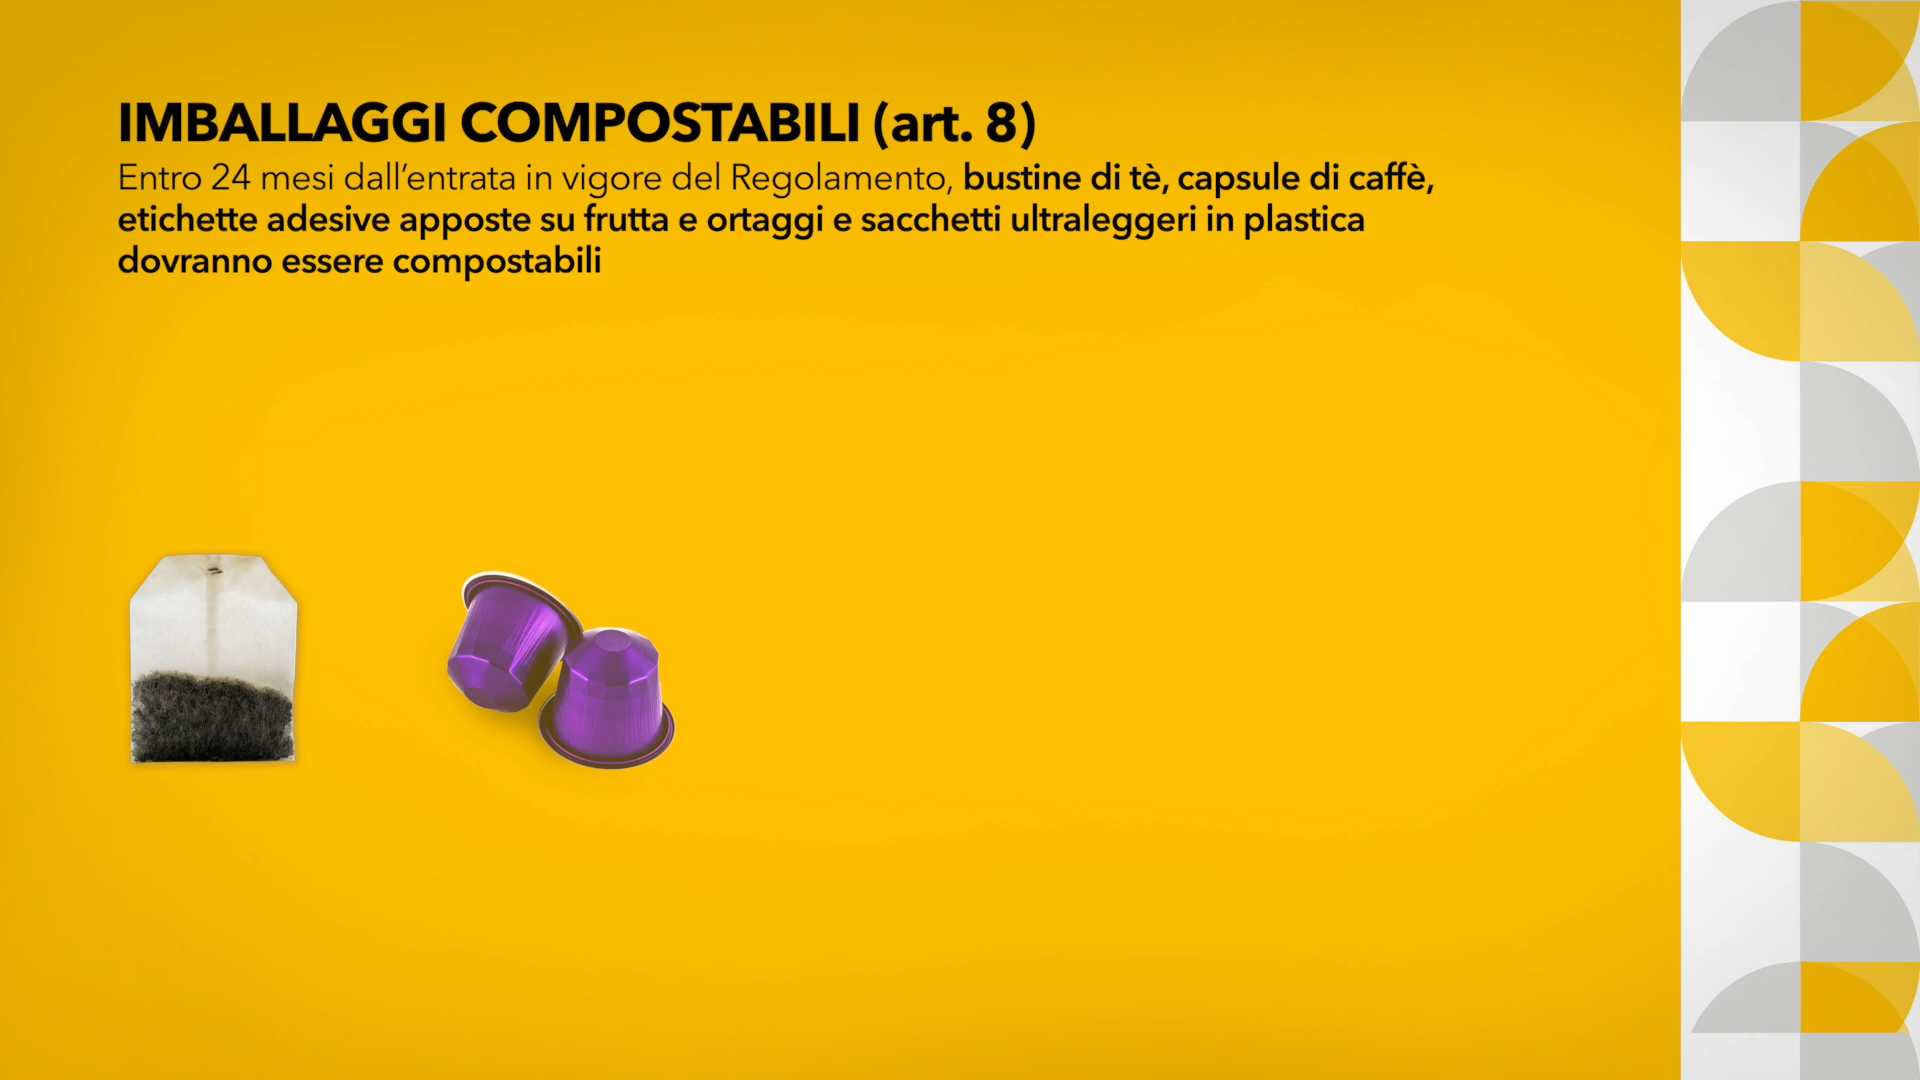 IMBALLAGGI COMPOSTABILI (art. 8)
Entro 24 mesi dall’entrata in vigore del Regolamento, bustine di tè, capsule di caffè,
etichette adesive apposte su frutta e ortaggi e sacchetti ultraleggeri in plastica
dovranno essere compostabili